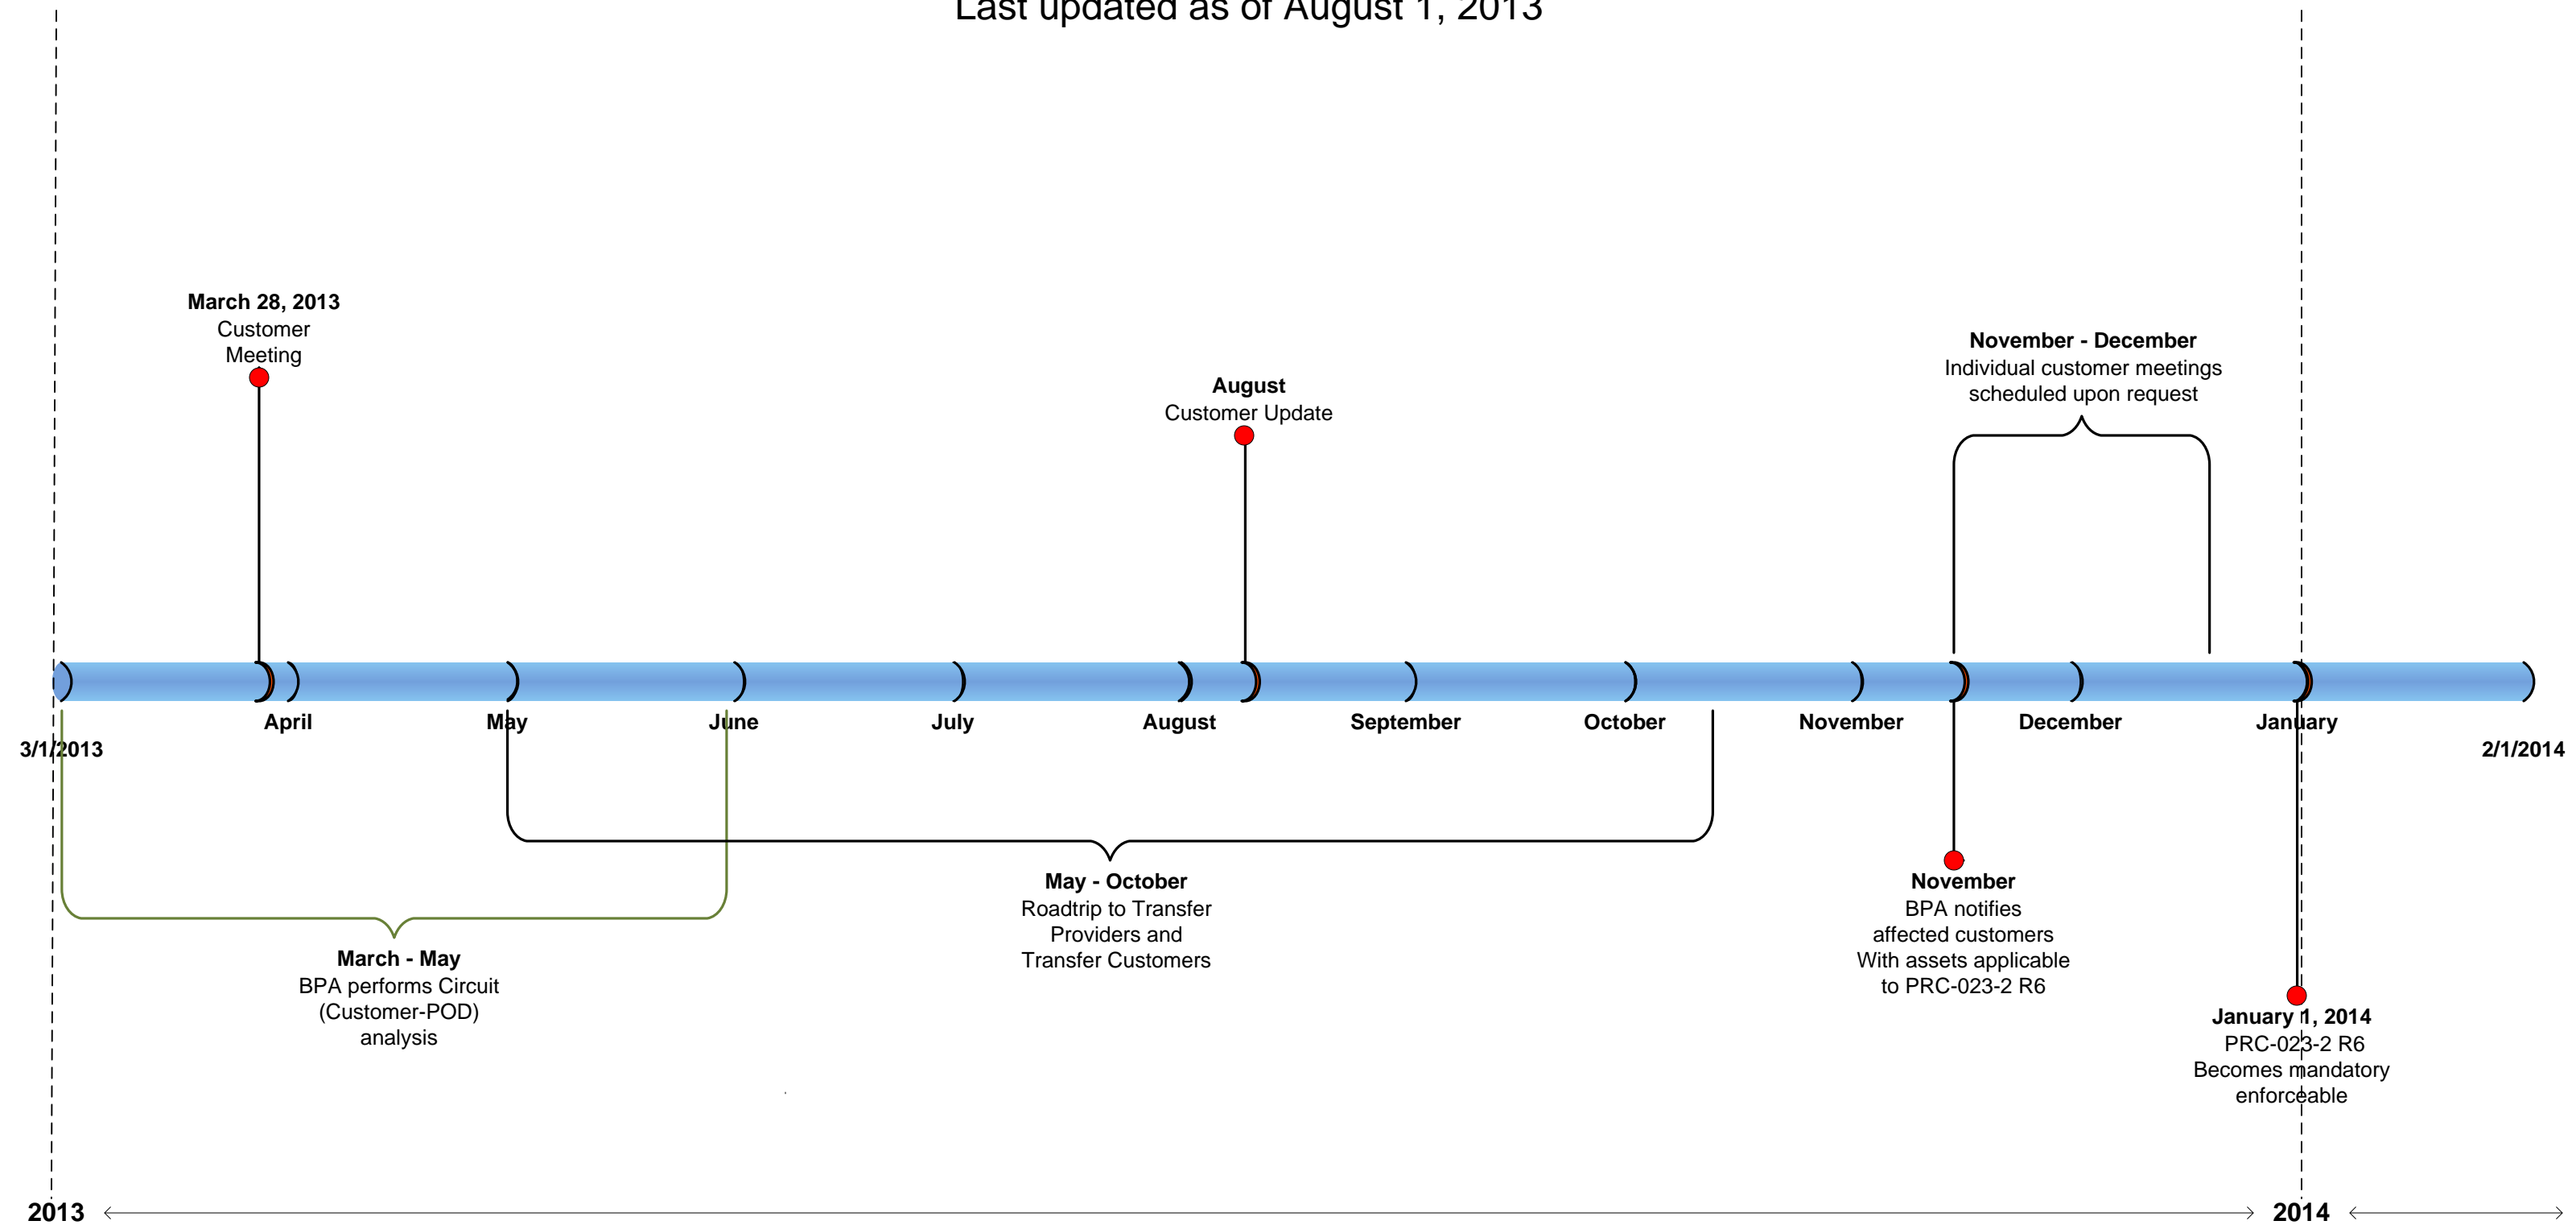 Last updated as of August 1, 2013
March 28, 2013
Customer
Meeting
August
Customer Update
November - December
Individual customer meetings
scheduled upon request
April
May
June
July
August
September
October
November
December
January
3/1/2013
2/1/2014
March - May
BPA performs Circuit
(Customer-POD)
analysis
May - October
Roadtrip to Transfer
Providers and
Transfer Customers
November
BPA notifies
affected customers
With assets applicable
to PRC-023-2 R6
January 1, 2014
PRC-023-2 R6
Becomes mandatory
enforceable
2013
2014